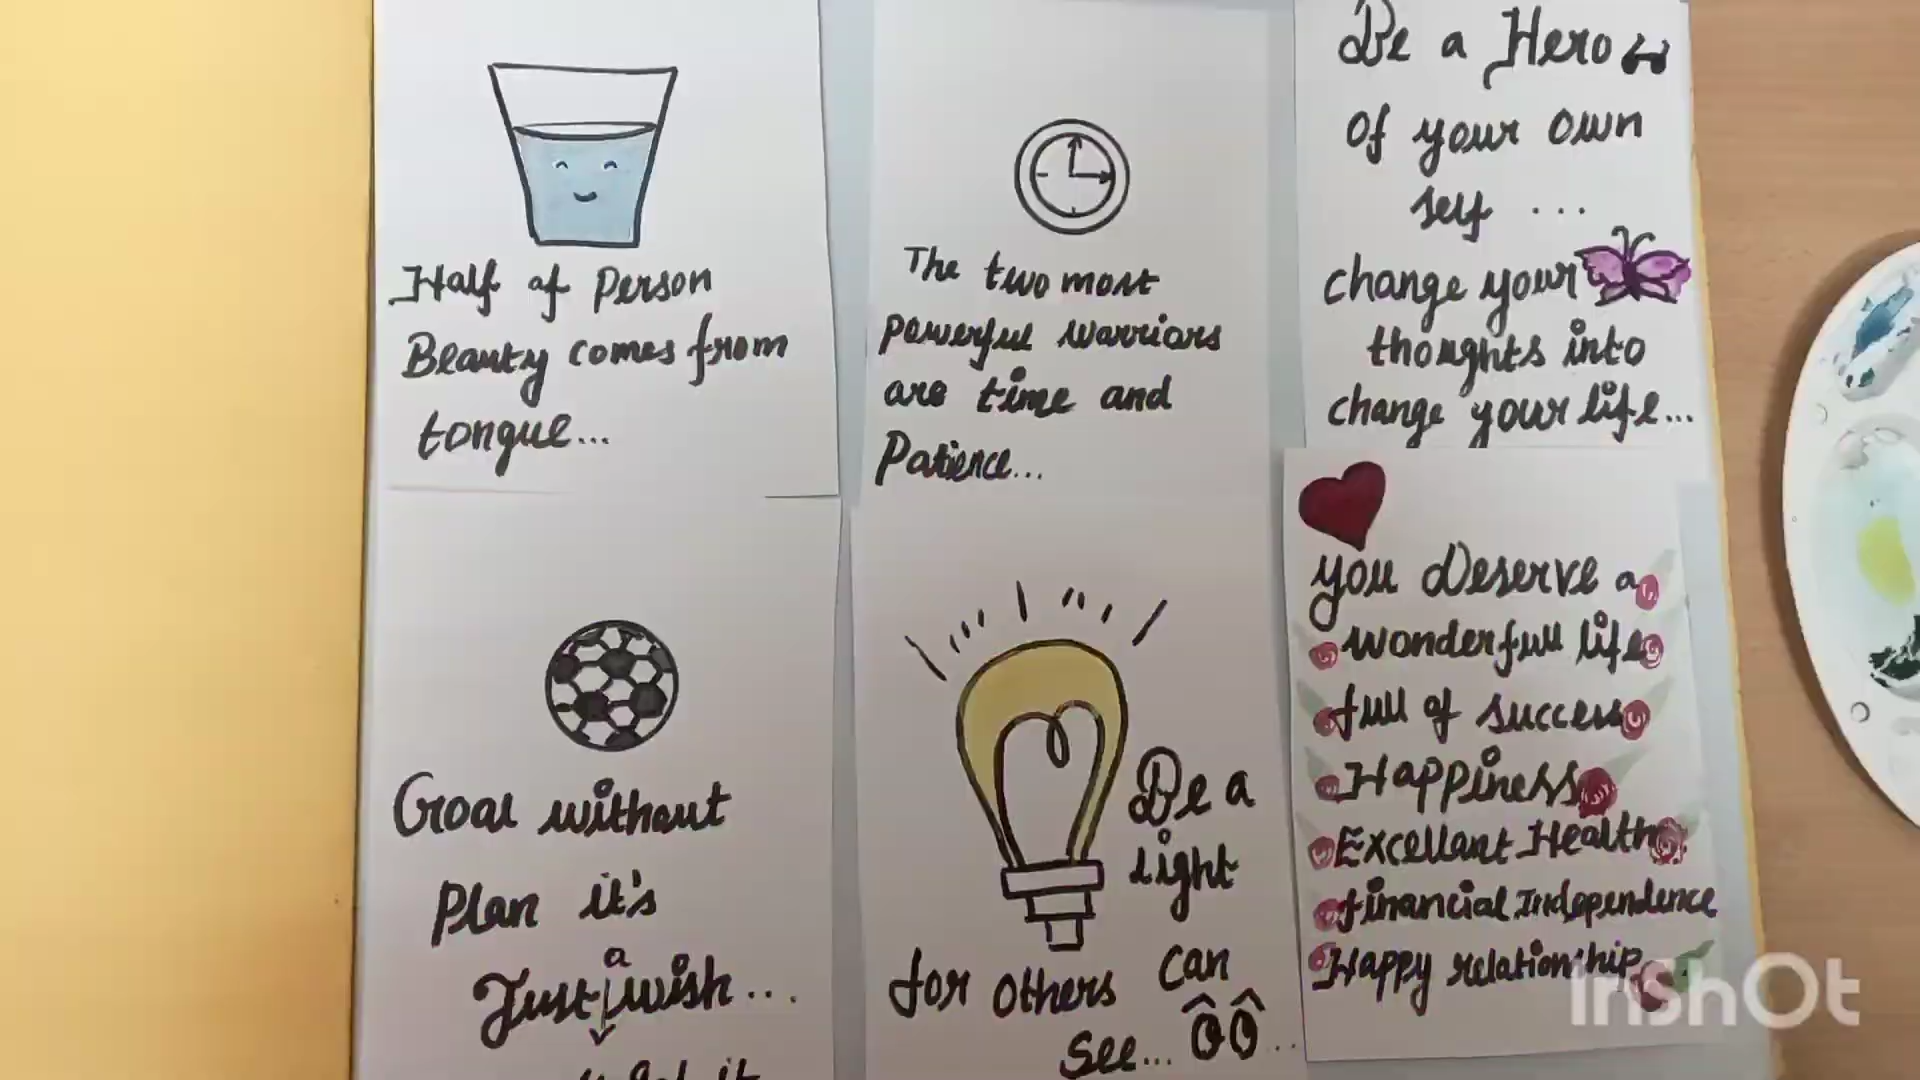 Half of Person
Beauty comes from
tongue...
The two most
Powerful warriors
are time and
Patience...
Be a Hero
of your own
self ...
change your
thoughts into
change your life...
Goal without
Plan it's
Just a wish...
Be a
light
for others can
see...
you Deserve a
wonderfull life
full of success
Happiness
Excellant Health
financial Independence
Happy relationship
InShOt